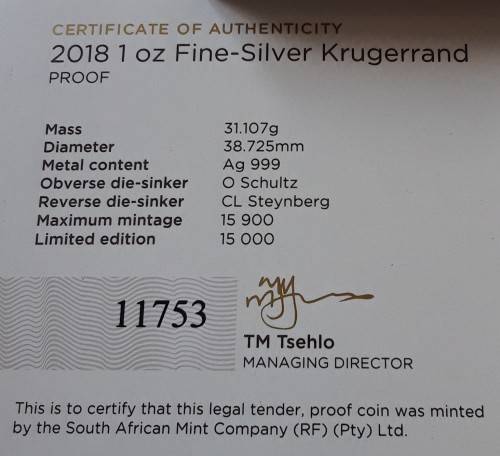 CERTIFICATE OF AUTHENTICITY
2018 1 oz Fine-Silver Krugerrand
PROOF
Mass 31.107g
Diameter 38.725mm
Metal content Ag 999
Obverse die-sinker O Schultz
Reverse die-sinker CL Steynberg
Maximum mintage 15 900
Limited edition 15 000
11753
TM Tsehlo
MANAGING DIRECTOR
This is to certify that this legal tender, proof coin was minted
by the South African Mint Company (RF) (Pty) Ltd.